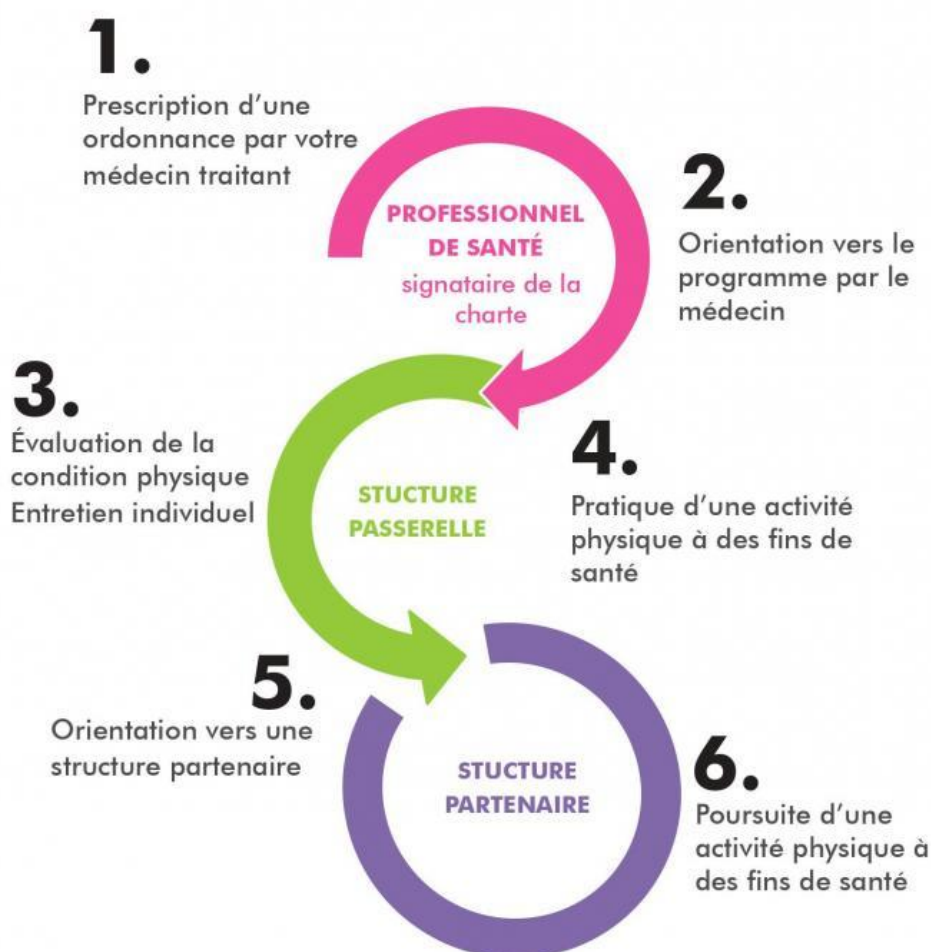 1.
Prescription d'une
ordonnance par votre
médecin traitant
PROFESSIONNEL
DE SANTÉ
signataire de la
charte
2.
Orientation vers le
programme par le
médecin
3.
Évaluation de la
condition physique
Entretien individuel
STUCTURE
PASSERELLE
4.
Pratique d'une activité
physique à des fins de
santé
5.
Orientation vers une
structure partenaire
STUCTURE
PARTENAIRE
6.
Poursuite d'une
activité physique à
des fins de santé